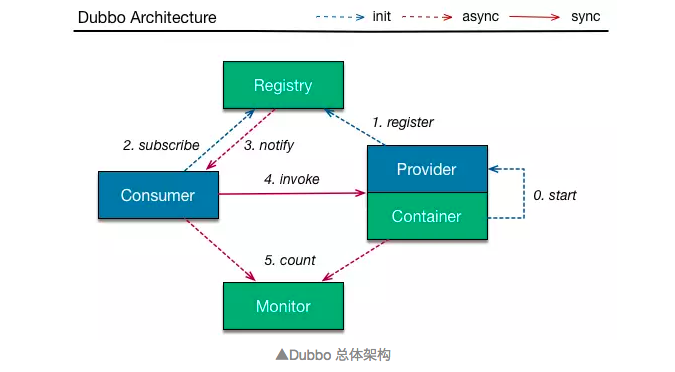 Dubbo Architecture
init
async
sync
Registry
1. register
2. subscribe
3. notify
4. invoke
Provider
Consumer
0. start
Container
5. count
Monitor
▲Dubbo 总体架构